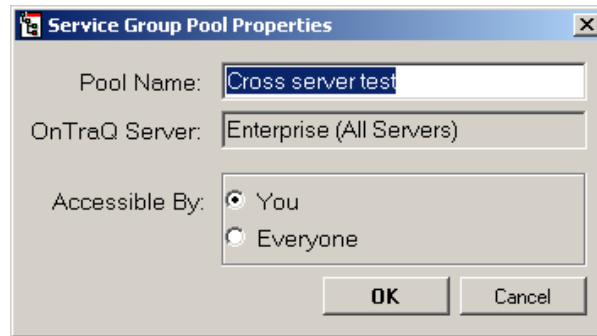 Service Group Pool Properties
Pool Name: Cross server test
OnTraQ Server: Enterprise (All Servers)
Accessible By: You
Everyone
OK Cancel